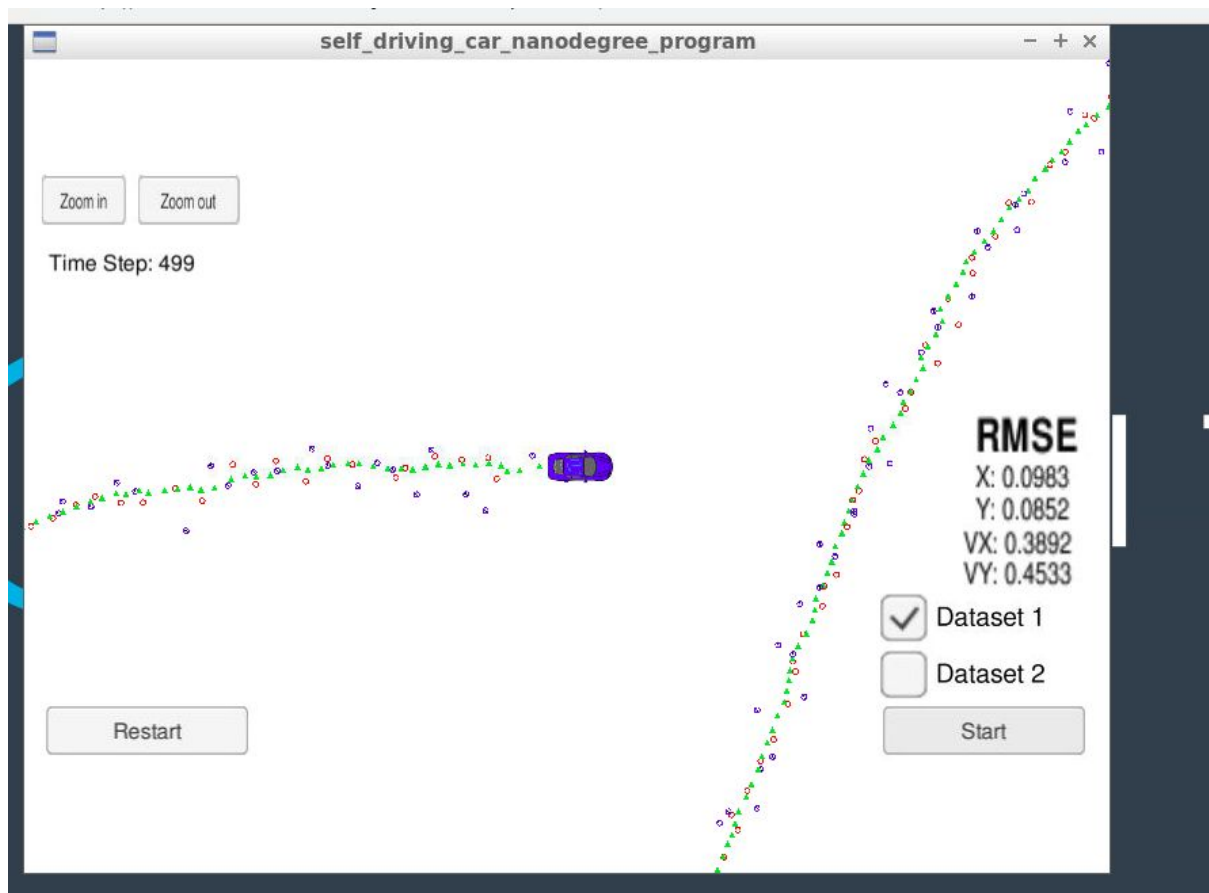 self_driving_car_nanodegree_program
Zoom in
Zoom out
Time Step: 499
RMSE
X: 0.0983
Y: 0.0852
VX: 0.3892
VY: 0.4533
Dataset 1
Dataset 2
Restart
Start